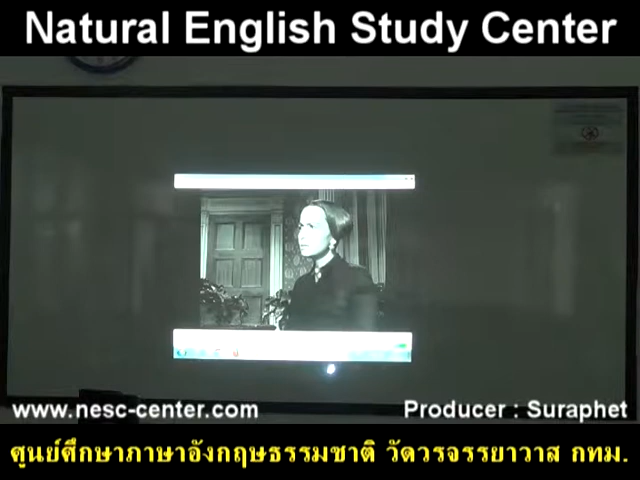 Natural English Study Center
www.nesc-center.com
Producer : Suraphet
ศูนย์ศึกษาภาษาอังกฤษธรรมชาติ วัดวรจรรยาวาส กทม.